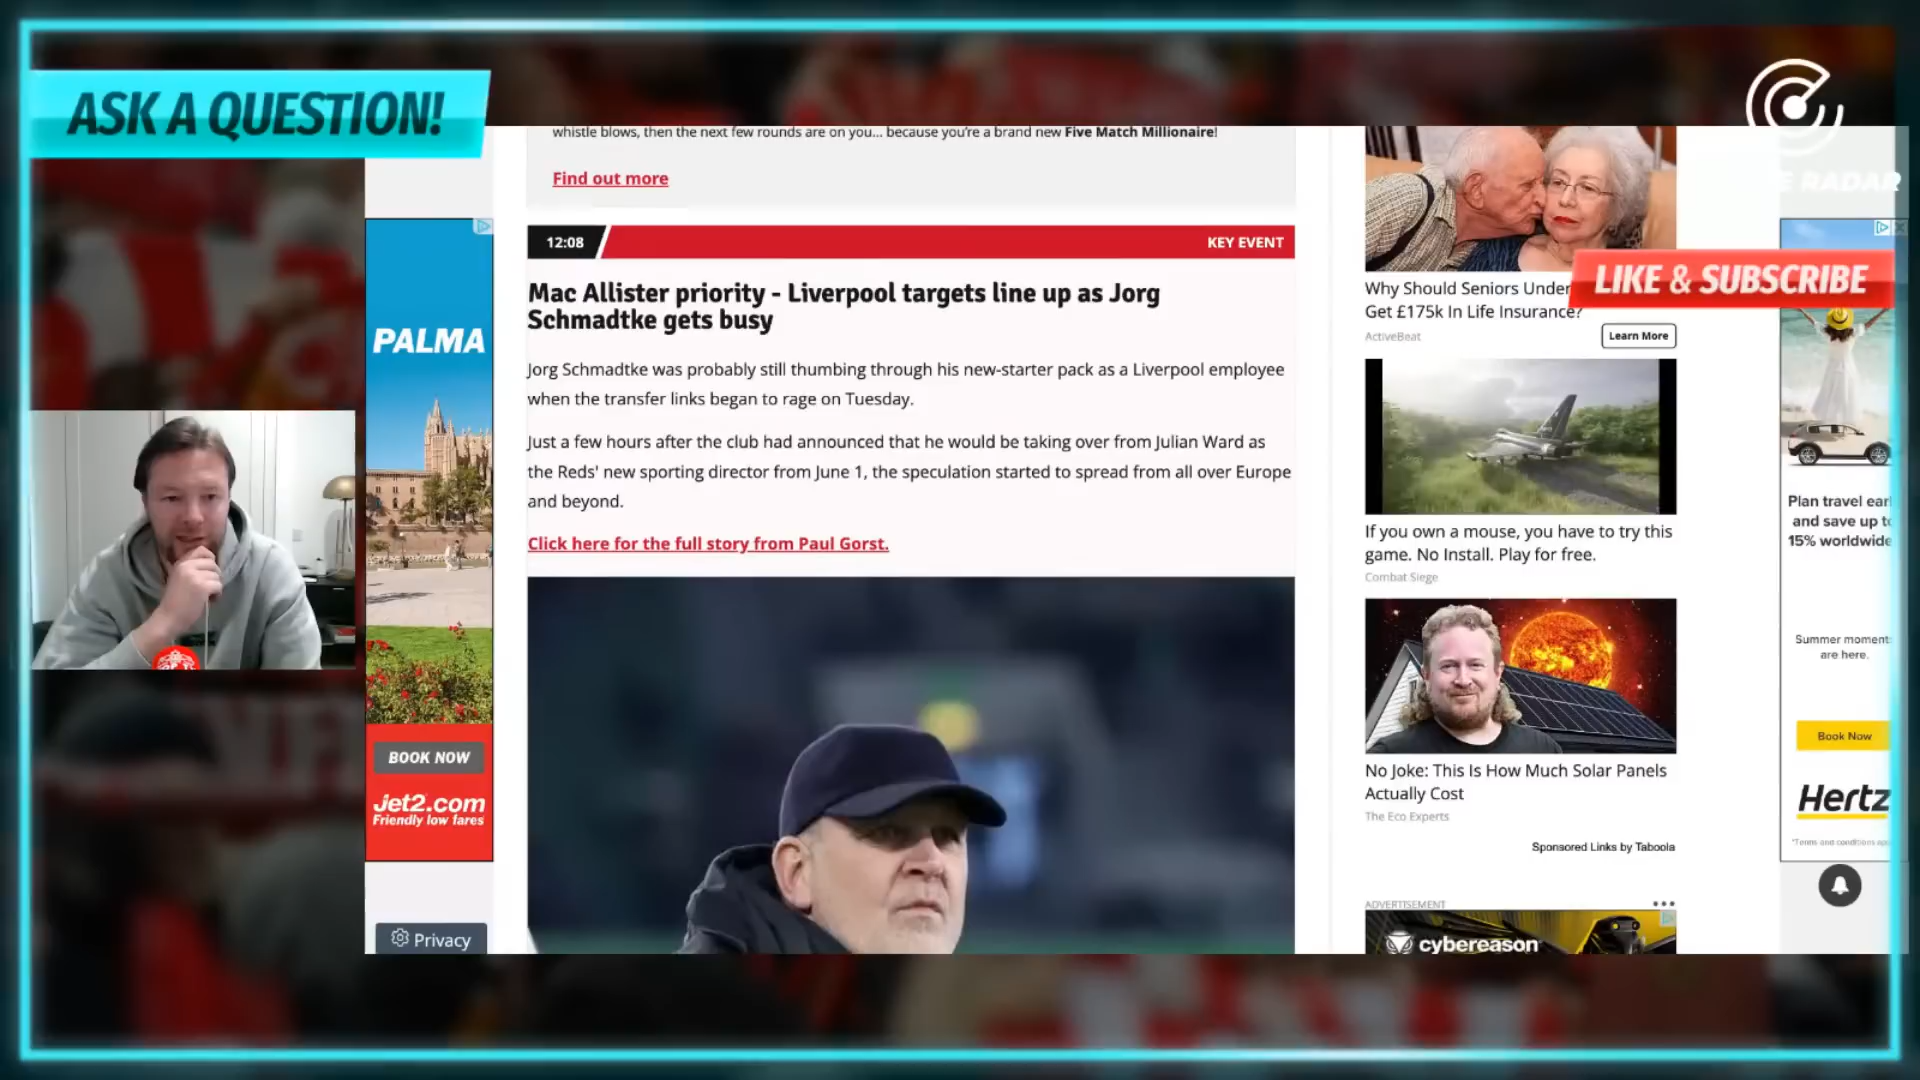 ASK A QUESTION!
whistle blows, then the next few rounds are on you... because you're a brand new Five Match Millionaire!
Find out more
12:08
KEY EVENT
Mac Allister priority - Liverpool targets line up as Jorg
Schmadtke gets busy
Jorg Schmadtke was probably still thumbing through his new-starter pack as a Liverpool employee
when the transfer links began to rage on Tuesday.
Just a few hours after the club had announced that he would be taking over from Julian Ward as
the Reds' new sporting director from June 1, the speculation started to spread from all over Europe
and beyond.
Click here for the full story from Paul Gorst.
PALMA
BOOK NOW
Jet2.com
Friendly low fares
Privacy
E RADAR
LIKE & SUBSCRIBE
Why Should Seniors Under
Get £175k In Life Insurance?
ActiveBeat
Learn More
If you own a mouse, you have to try this
game. No Install. Play for free.
Combat Siege
No Joke: This Is How Much Solar Panels
Actually Cost
The Eco Experts
Sponsored Links by Taboola
ADVERTISEMENT
cybereason
Plan travel earl
and save up to
15% worldwide
Summer moments
are here.
Book Now
Hertz
*Terms and conditions